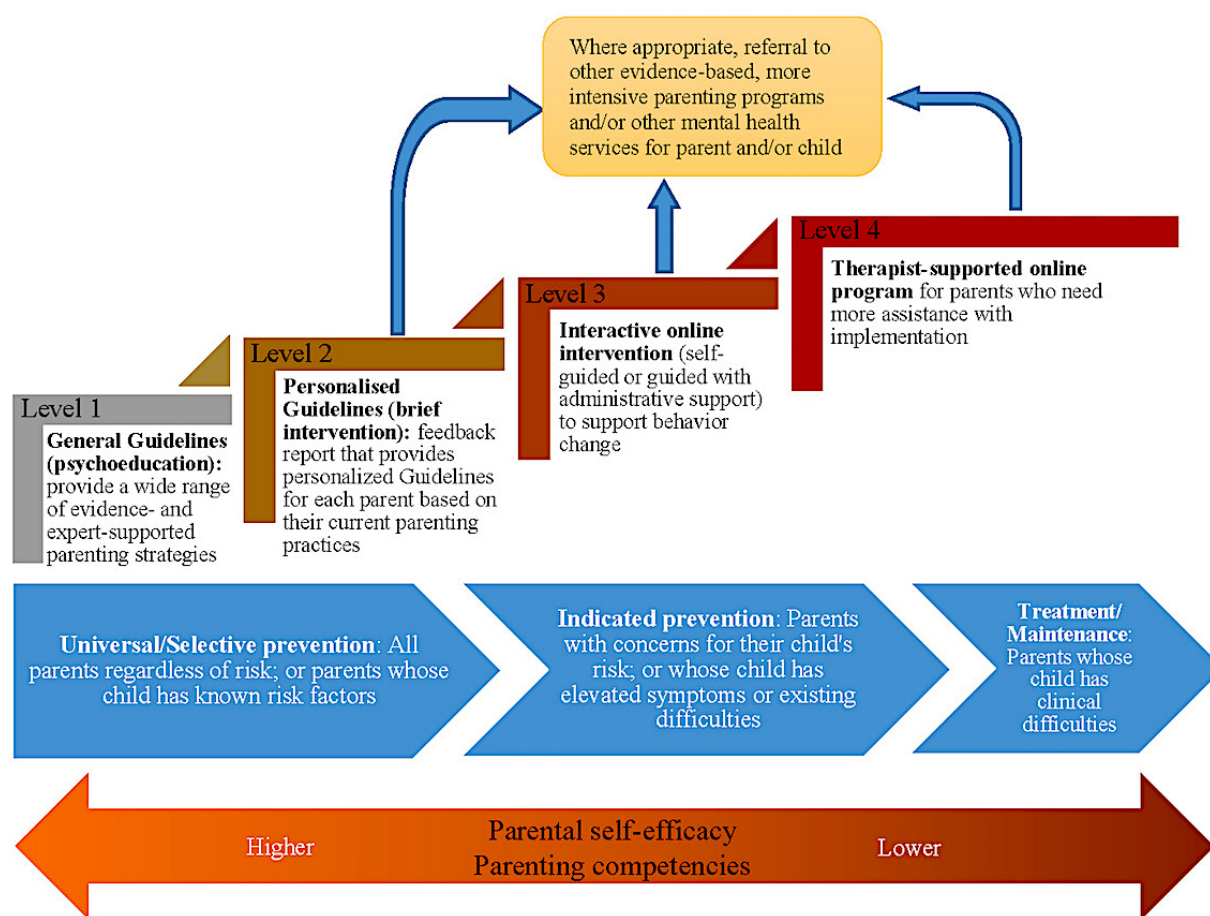 Where appropriate, referral to
other evidence-based, more
intensive parenting programs
and/or other mental health
services for parent and/or child
Level 1
General Guidelines
(psychoeducation):
provide a wide range
of evidence- and
expert-supported
parenting strategies
Level 2
Personalised
Guidelines (brief
intervention): feedback
report that provides
personalized Guidelines
for each parent based on
their current parenting
practices
Level 3
Interactive online
intervention (self-
guided or guided with
administrative support)
to support behavior
change
Level 4
Therapist-supported online
program for parents who need
more assistance with
implementation
Universal/Selective prevention: All
parents regardless of risk; or parents whose
child has known risk factors
Indicated prevention: Parents
with concerns for their child's
risk; or whose child has
elevated symptoms or existing
difficulties
Treatment/
Maintenance:
Parents whose
child has
clinical
difficulties
Higher
Parental self-efficacy
Parenting competencies
Lower